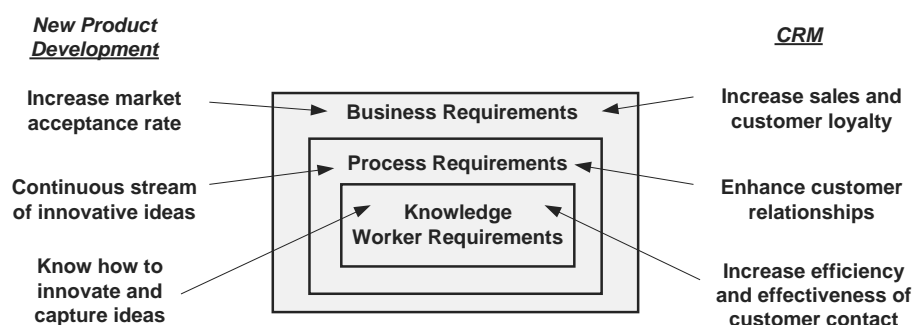 New Product
Development
Increase market
acceptance rate
Continuous stream
of innovative ideas
Know how to
innovate and
capture ideas
Business Requirements
Process Requirements
Knowledge
Worker Requirements
CRM
Increase sales and
customer loyalty
Enhance customer
relationships
Increase efficiency
and effectiveness of
customer contact